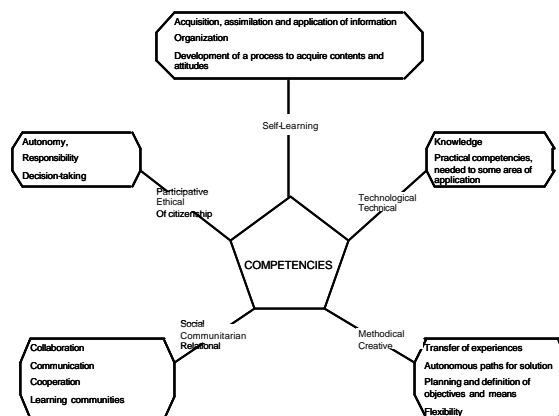 Acquisition, assimilation and application of information
Organization
Development of a process to acquire contents and
attitudes
Self-Learning
Autonomy,
Responsibility
Decision-taking
Participative
Ethical
Of citizenship
Knowledge
Practical competencies,
needed to some area of
application
Technological
Technical
COMPETENCIES
Social
Communitarian
Relational
Collaboration
Communication
Cooperation
Learning communities
Methodical
Creative
Transfer of experiences
Autonomous paths for solution
Planning and definition of
objectives and means
Flexibility